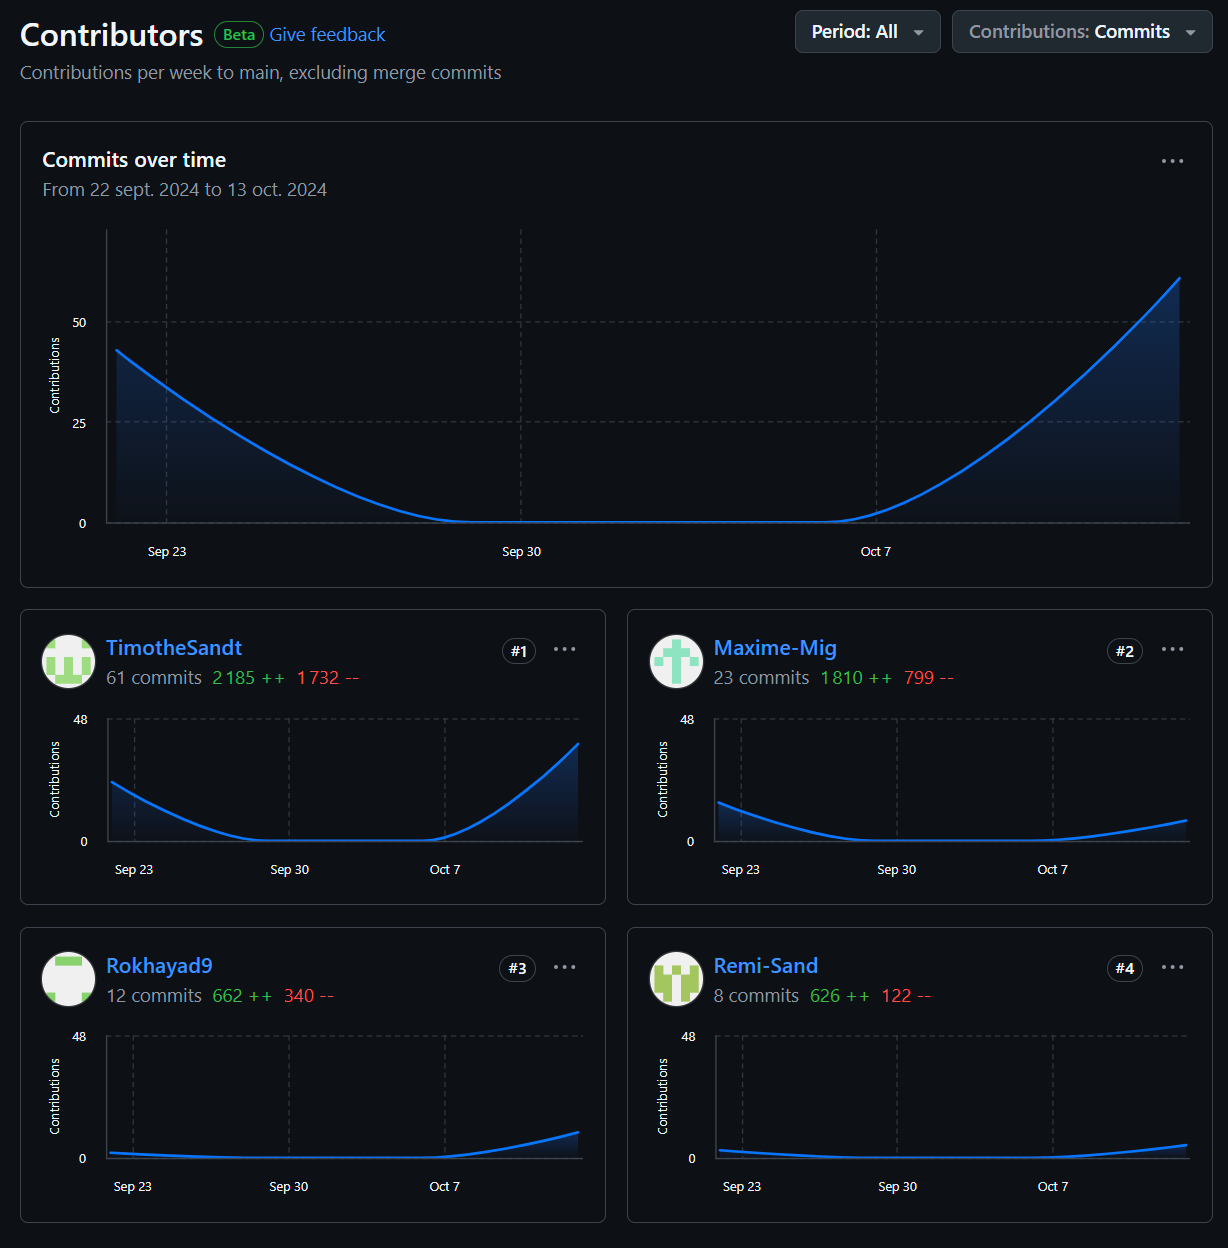 Contributors Beta Give feedback
Period: All
Contributions: Commits
Contributions per week to main, excluding merge commits
Commits over time
From 22 sept. 2024 to 13 oct. 2024
Contributions
50
25
0
Sep 23 Sep 30 Oct 7
TimotheSandt #1
61 commits 2 185 ++ 1 732 --
Contributions
48
0
Sep 23 Sep 30 Oct 7
Maxime-Mig #2
23 commits 1 810 ++ 799 --
Contributions
48
0
Sep 23 Sep 30 Oct 7
Rokhayad9 #3
12 commits 662 ++ 340 --
Contributions
48
0
Sep 23 Sep 30 Oct 7
Remi-Sand #4
8 commits 626 ++ 122 --
Contributions
48
0
Sep 23 Sep 30 Oct 7